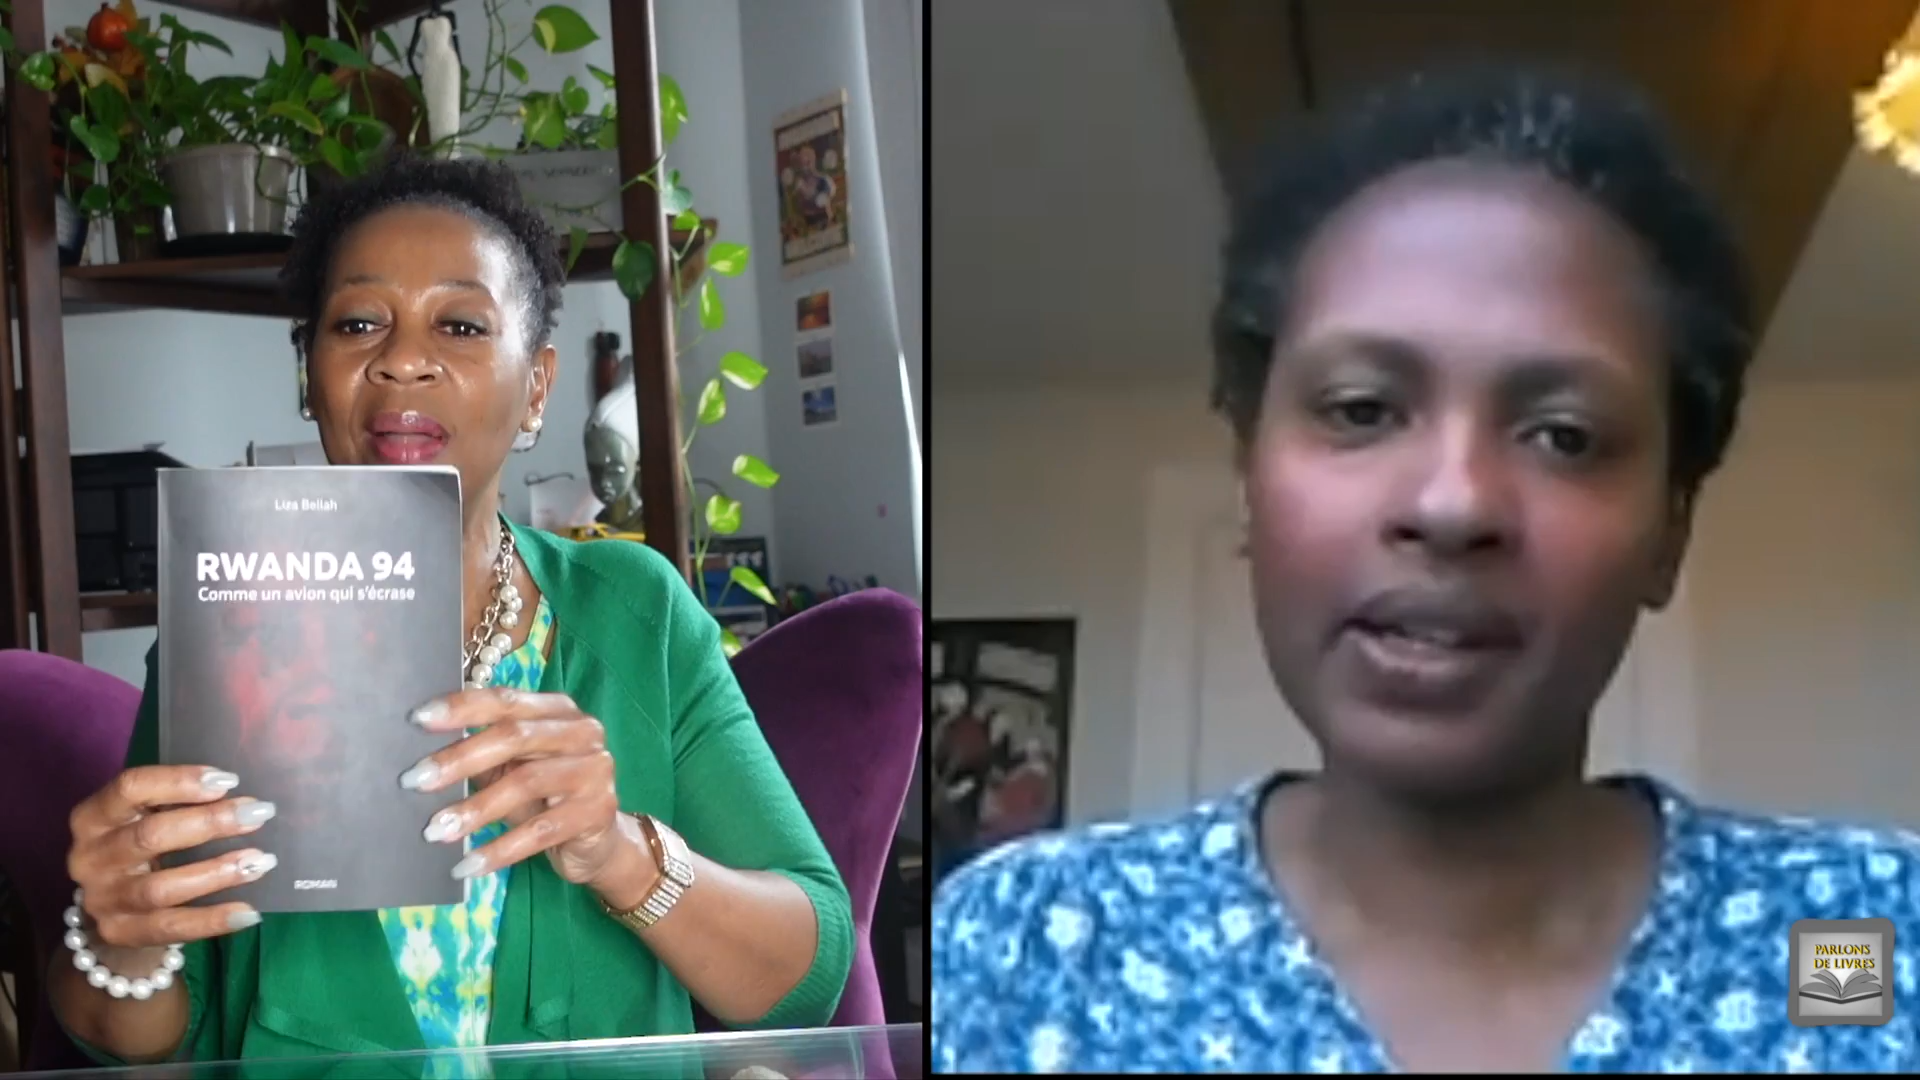 Liza Bellah
RWANDA 94
Comme un avion qui s'écrase
ROMAN
PARLONS
DE LIVRES